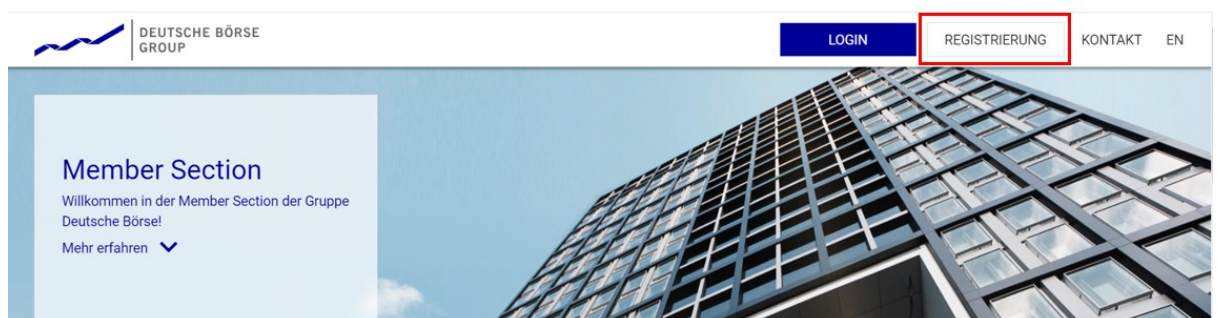 DEUTSCHE BÖRSE
GROUP
LOGIN
REGISTRIERUNG
KONTAKT
EN
Member Section
Willkommen in der Member Section der Gruppe
Deutsche Börse!
Mehr erfahren